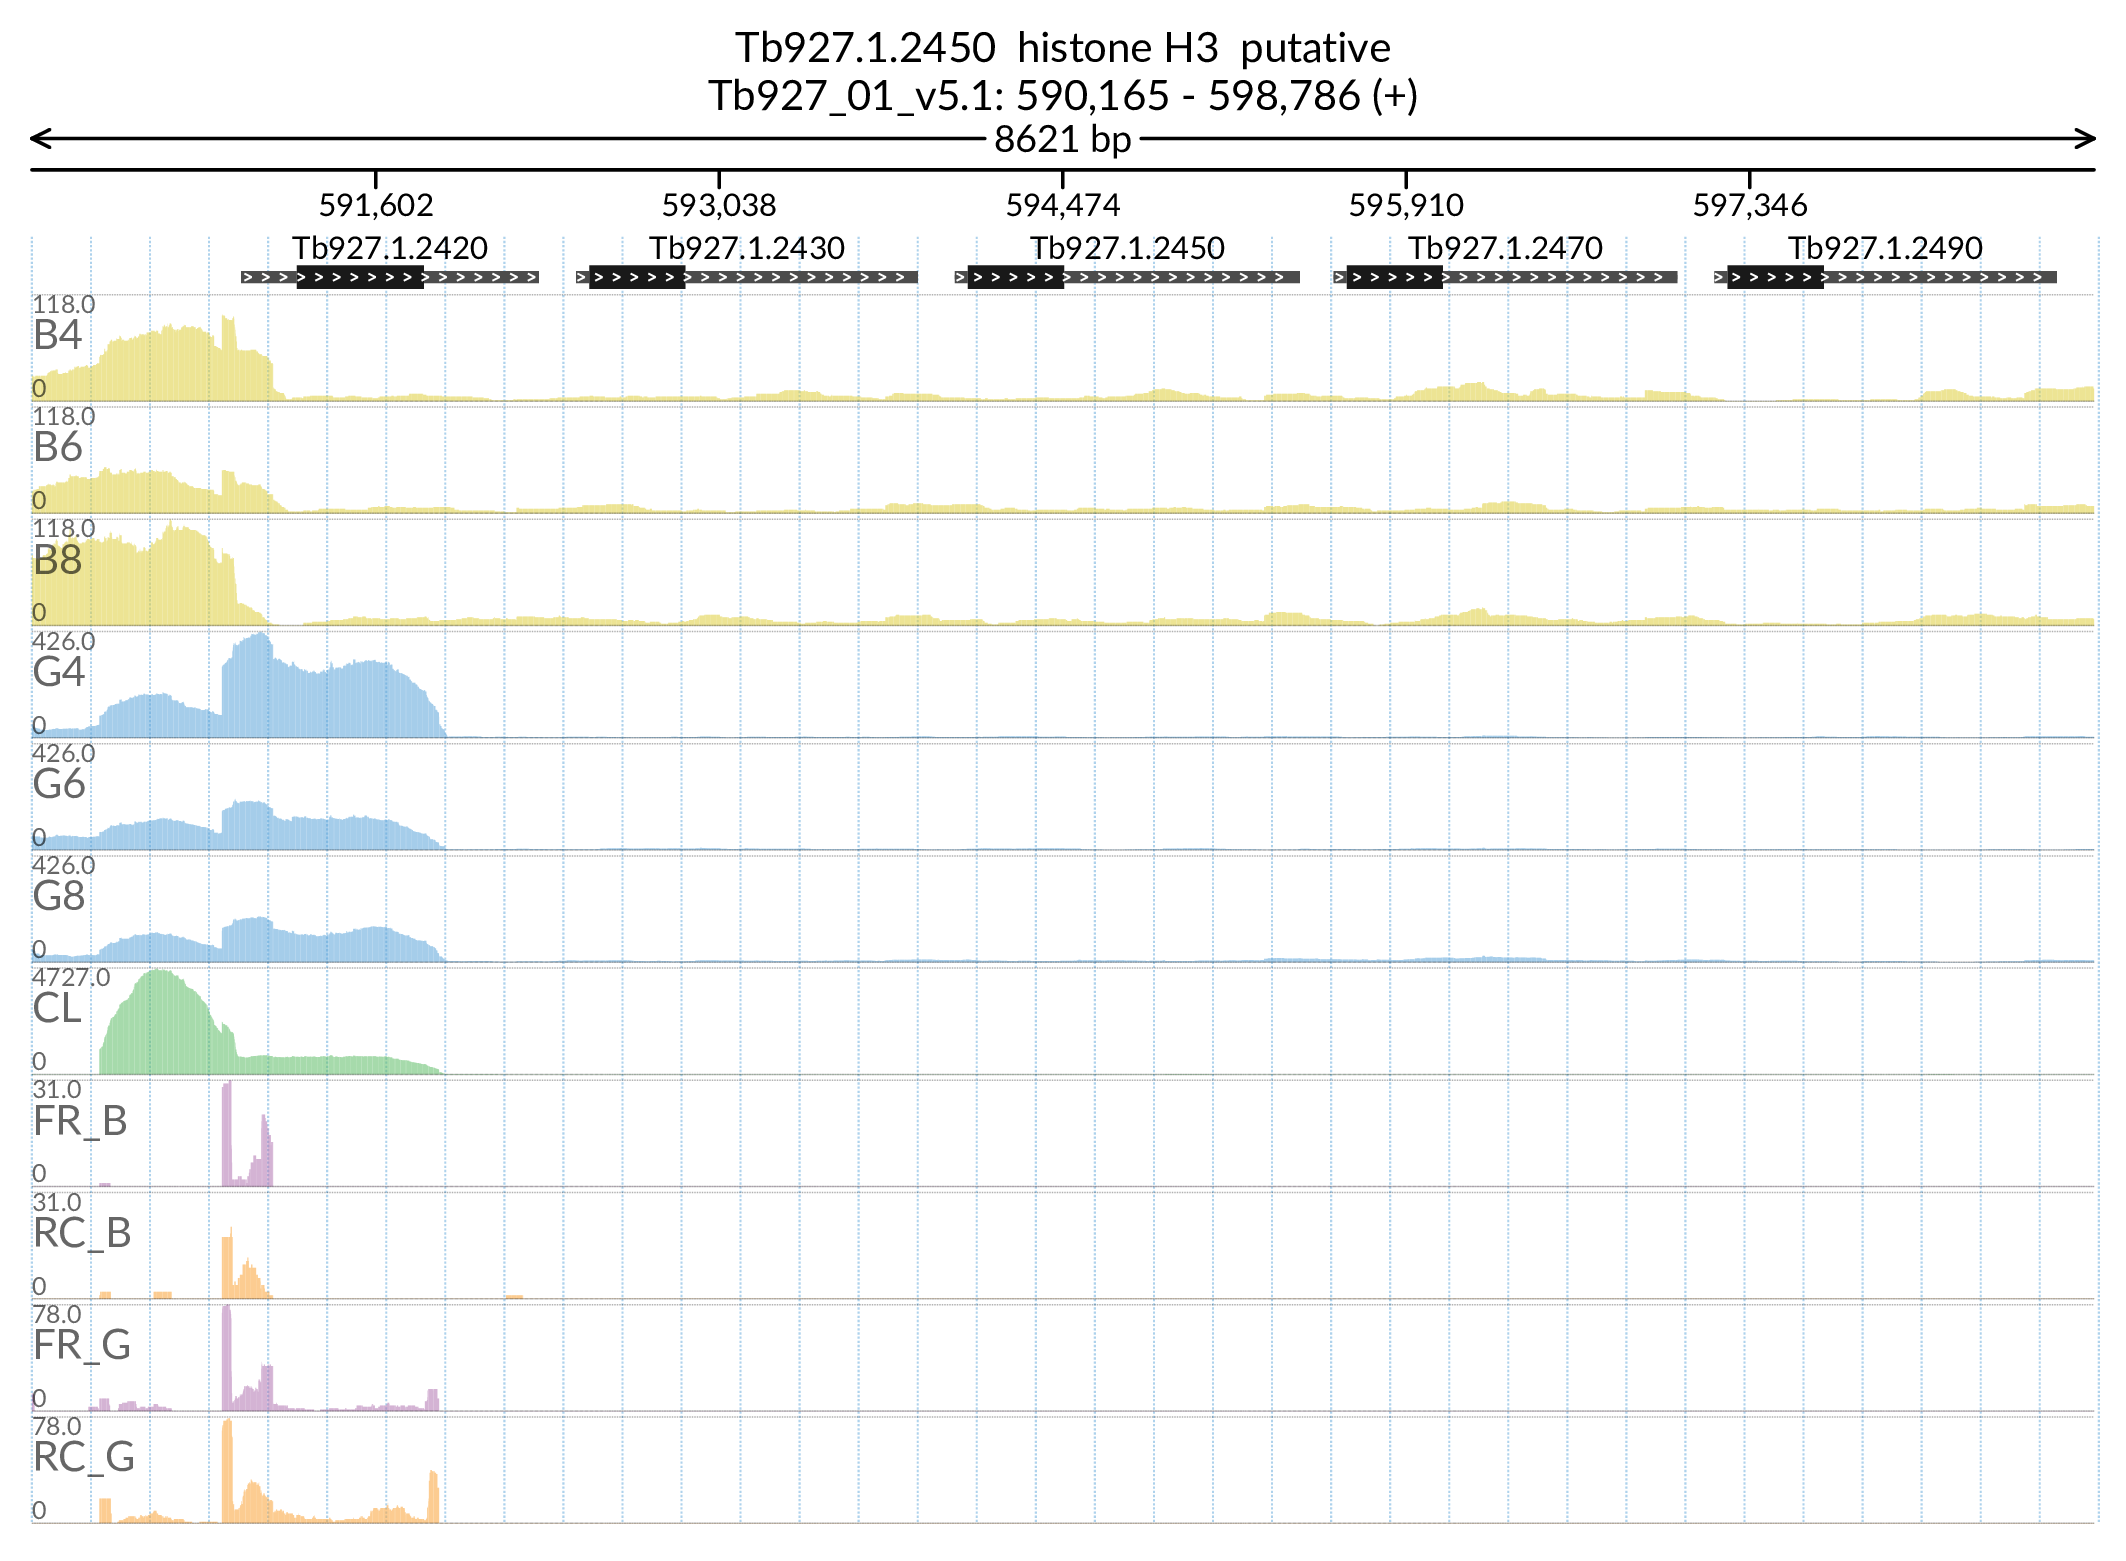 Tb927.1.2450  histone H3  putative
Tb927_01_v5.1: 590,165 - 598,786 (+)
8621 bp
591,602 593,038 594,474 595,910 597,346
Tb927.1.2420 Tb927.1.2430 Tb927.1.2450 Tb927.1.2470 Tb927.1.2490
118.0
B4
0
118.0
B6
0
118.0
B8
0
426.0
G4
0
426.0
G6
0
426.0
G8
0
4727.0
CL
0
31.0
FR_B
0
31.0
RC_B
0
78.0
FR_G
0
78.0
RC_G
0